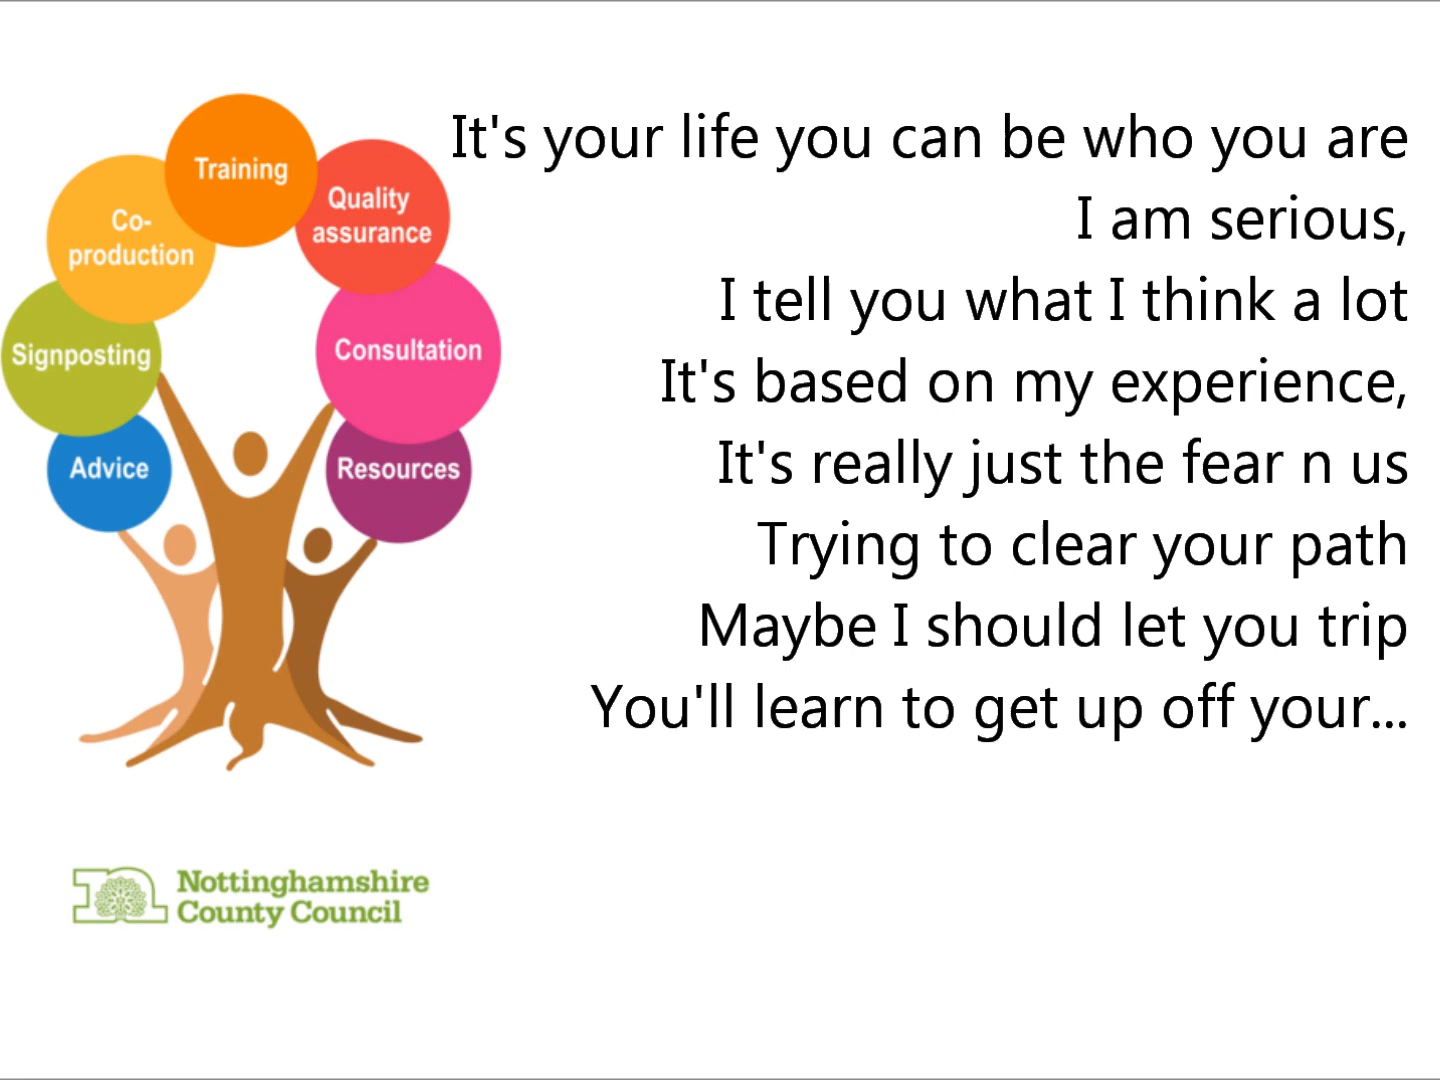 Training
Quality
assurance
Co-
production
Signposting
Consultation
Advice
Resources
It's your life you can be who you are
I am serious,
I tell you what I think a lot
It's based on my experience,
It's really just the fear n us
Trying to clear your path
Maybe I should let you trip
You'll learn to get up off your...
Nottinghamshire
County Council